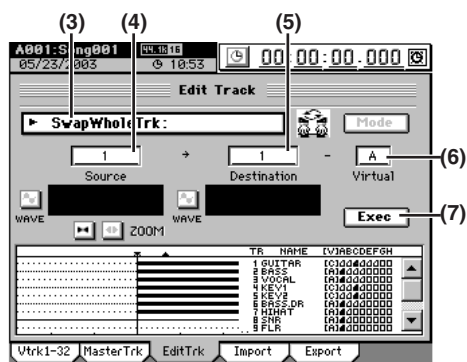 (3) (4) (5)
A001:Song001 44.1k 16
05/23/2003 10:53 00:00:00.000
Edit Track
SwapWholeTrk: Mode
1 → 1 - A (6)
Source Destination Virtual
WAVE WAVE Exec (7)
ZOOM
TR NAME [V]ABCDEFGH
1 GUITAR
2 BASS
3 VOCAL
4 KEY1
5 KEY2
6 BASS.DR
7 HIHAT
8 SNR
9 FLR
Vtrk1-32 MasterTrk EditTrk Import Export